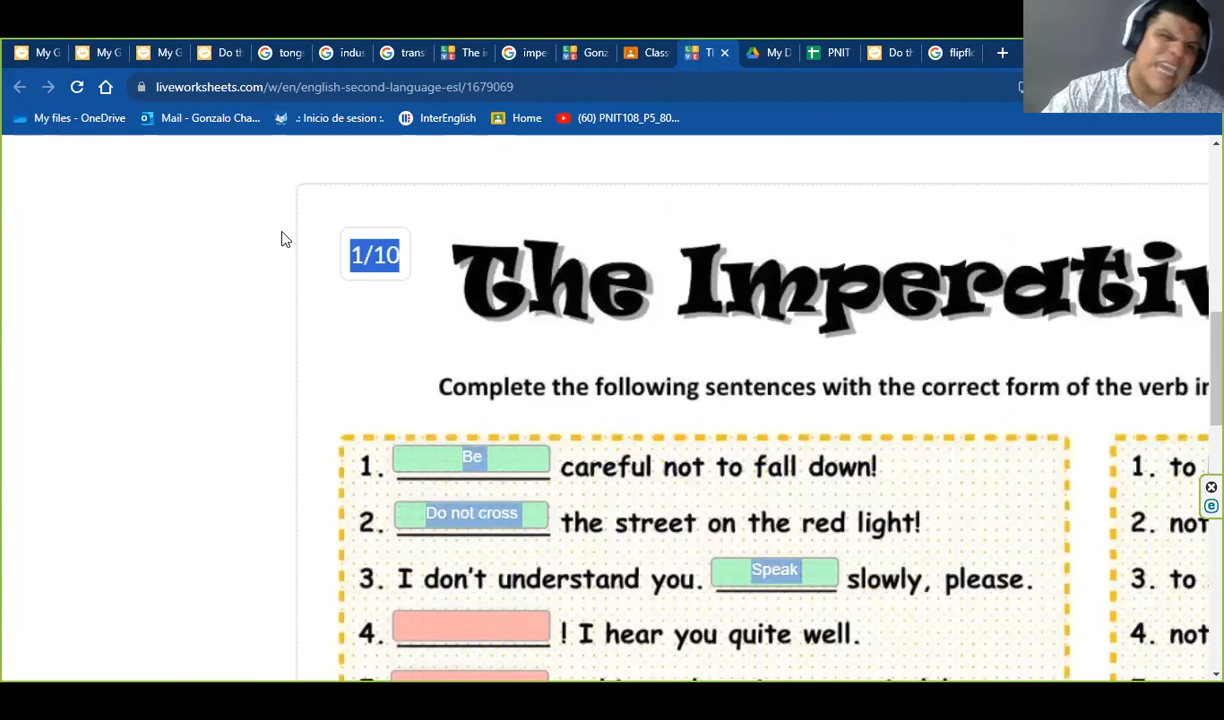 My G
My G
My G
Do th
tong
indus
trans
The i
impe
Gonz
Class
Ti
My D
PNIT
Do th
flipflo
liveworksheets.com/w/en/english-second-language-esl/1679069
My files - OneDrive
Mail - Gonzalo Cha...
.: Inicio de sesion :.
InterEnglish
Home
(60) PNIT108_P5_80...
1/10
The Imperativ
Complete the following sentences with the correct form of the verb in
1. Be careful not to fall down!
2. Do not cross the street on the red light!
3. I don't understand you. Speak slowly, please.
4. ! I hear you quite well.
1. to
2. not
3. to
4. not